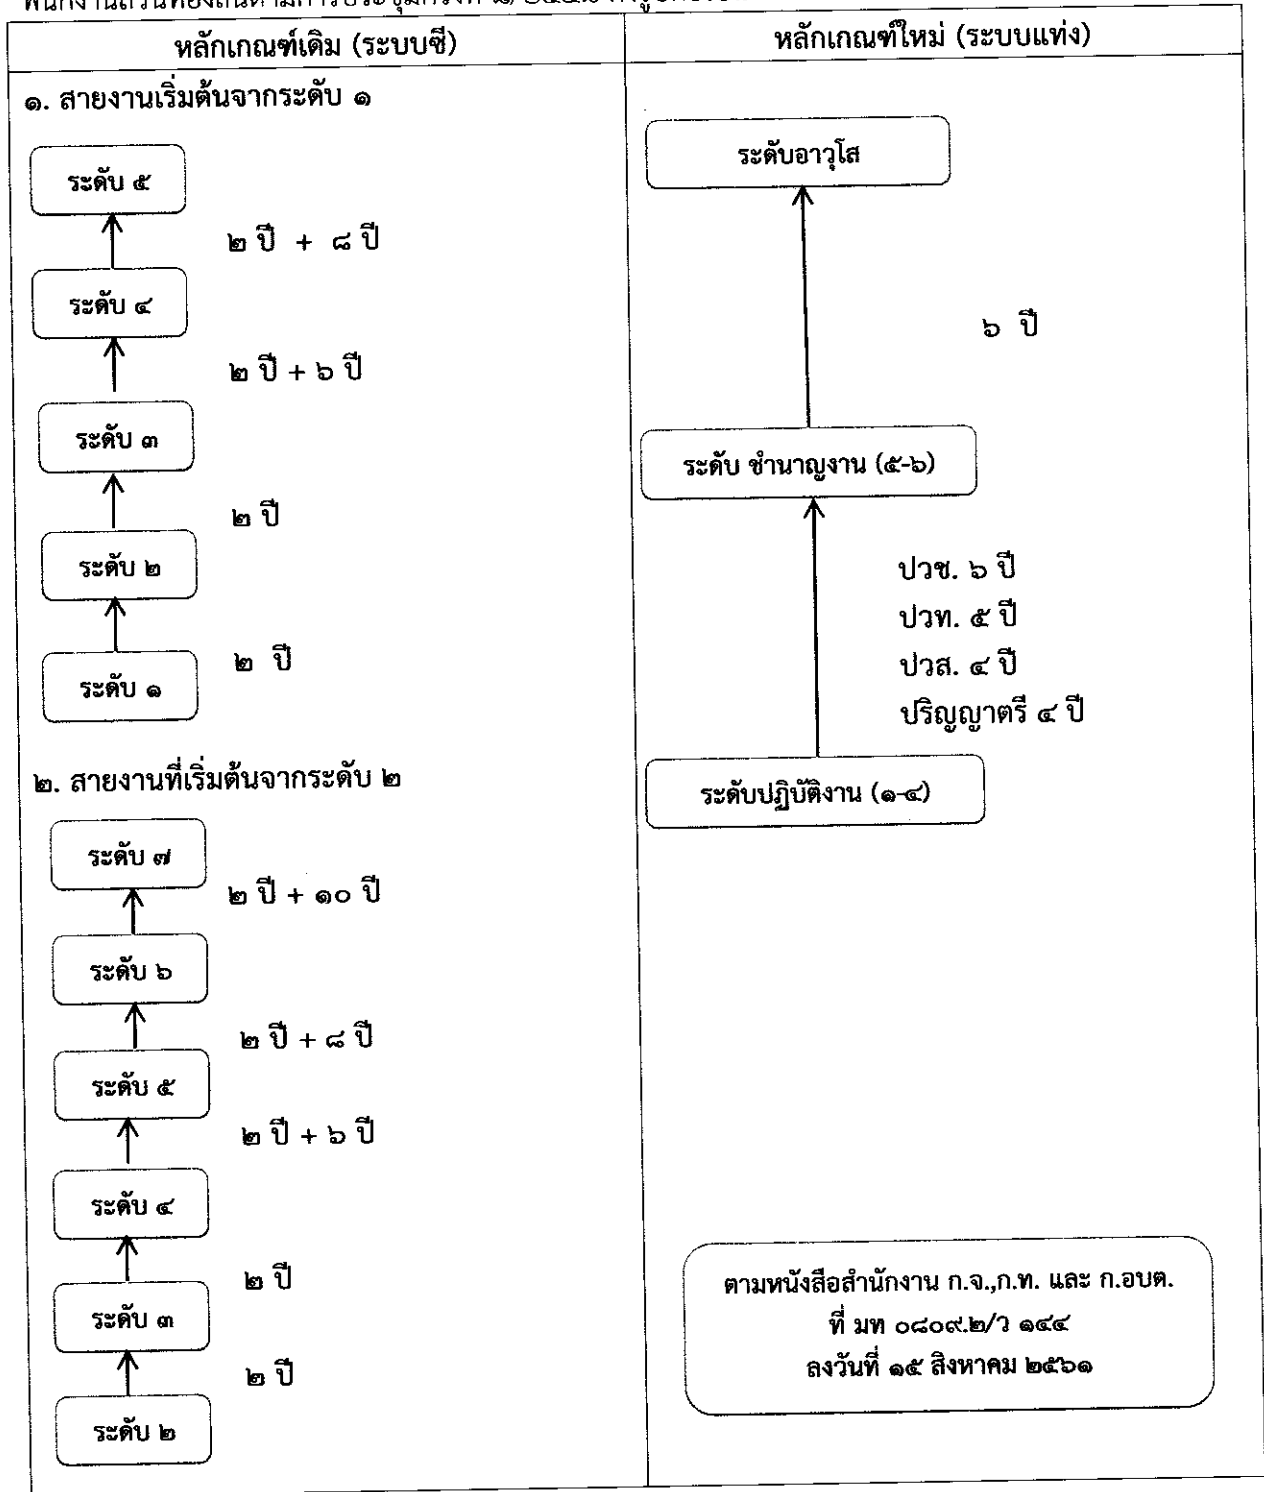 หลักเกณฑ์เดิม (ระบบซี)
หลักเกณฑ์ใหม่ (ระบบแท่ง)
๑. สายงานเริ่มต้นจากระดับ ๑
ระดับ ๕
๒ ปี + ๘ ปี
ระดับ ๔
๒ ปี + ๖ ปี
ระดับ ๓
๒ ปี
ระดับ ๒
๒ ปี
ระดับ ๑
๒. สายงานที่เริ่มต้นจากระดับ ๒
ระดับ ๗
๒ ปี + ๑๐ ปี
ระดับ ๖
๒ ปี + ๘ ปี
ระดับ ๕
๒ ปี + ๖ ปี
ระดับ ๔
๒ ปี
ระดับ ๓
๒ ปี
ระดับ ๒
ระดับอาวุโส
๖ ปี
ระดับ ชำนาญงาน (๕-๖)
ปวช. ๖ ปี
ปวท. ๕ ปี
ปวส. ๔ ปี
ปริญญาตรี ๔ ปี
ระดับปฏิบัติงาน (๑-๔)
ตามหนังสือสำนักงาน ก.จ.,ก.ท. และ ก.อบต.
ที่ มท ๐๘๐๙.๒/ว ๑๔๔
ลงวันที่ ๑๕ สิงหาคม ๒๕๖๑